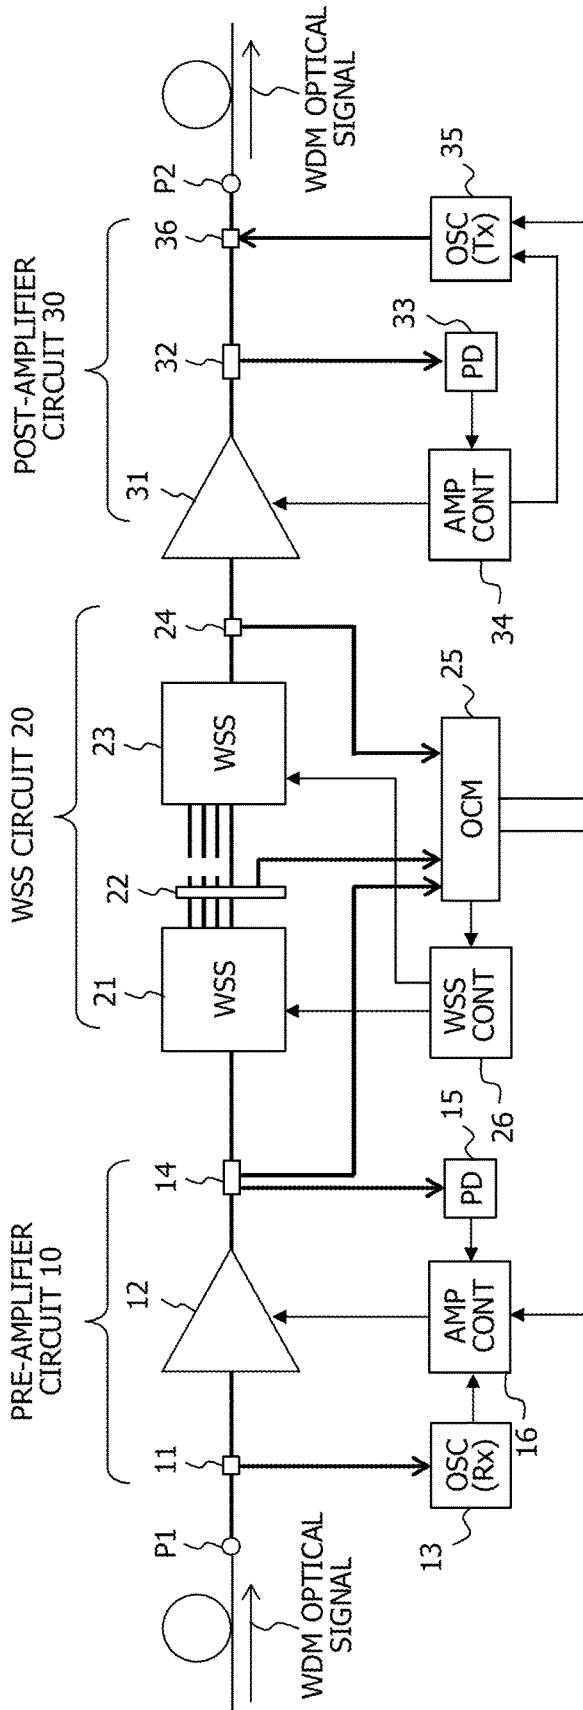 PRE-AMPLIFIER
CIRCUIT 10
WSS CIRCUIT 20
POST-AMPLIFIER
CIRCUIT 30
P1
11
12
14
21
22
23
24
31
32
36
P2
WSS
WSS
WDM OPTICAL
SIGNAL
WDM OPTICAL
SIGNAL
13
OSC
(Rx)
16
AMP
CONT
15
PD
26
WSS
CONT
25
OCM
34
AMP
CONT
33
PD
35
OSC
(Tx)